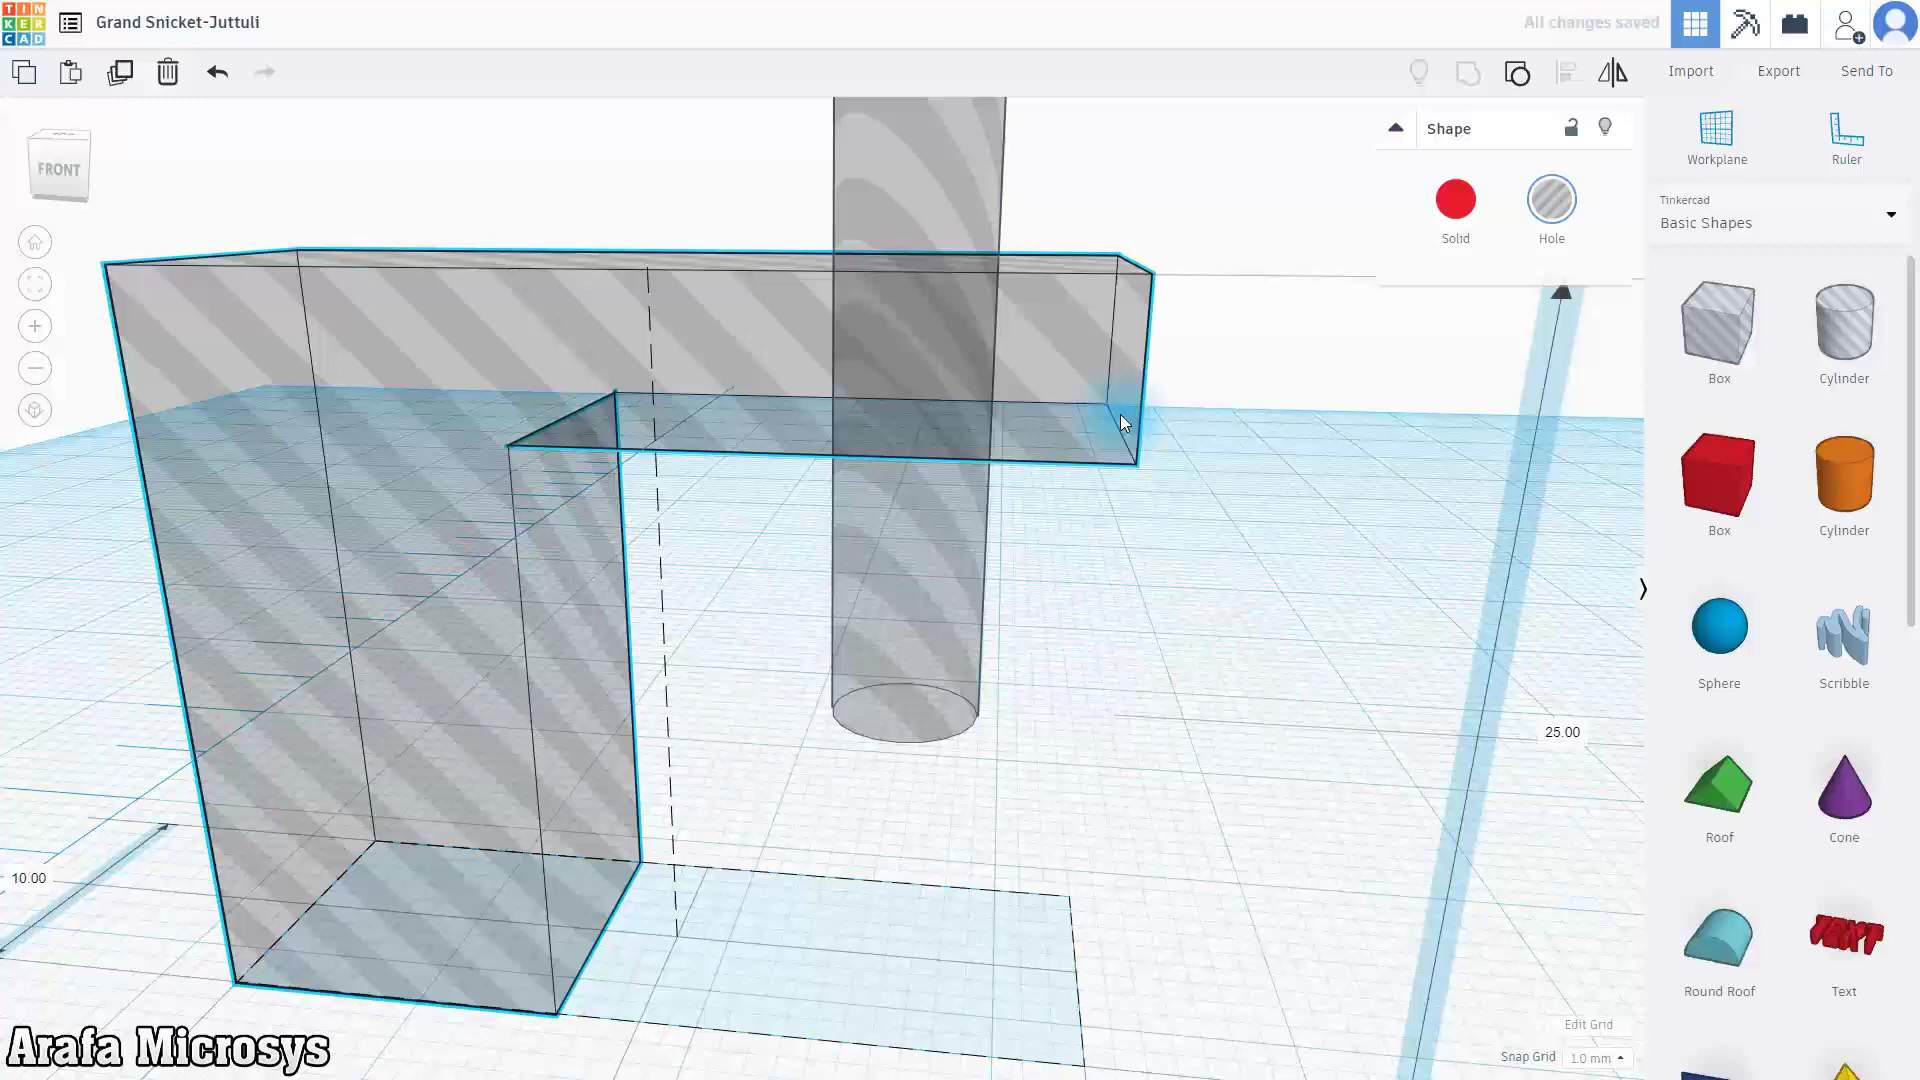 TIN
KER
CAD
Grand Snicket-Juttuli
All changes saved
Import
Export
Send To
FRONT
Shape
Solid
Hole
Workplane
Ruler
Tinkercad
Basic Shapes
Box
Cylinder
Box
Cylinder
Sphere
Scribble
Roof
Cone
Round Roof
Text
TEXT
25.00
10.00
Edit Grid
Snap Grid
1.0 mm
Arafa Microsys